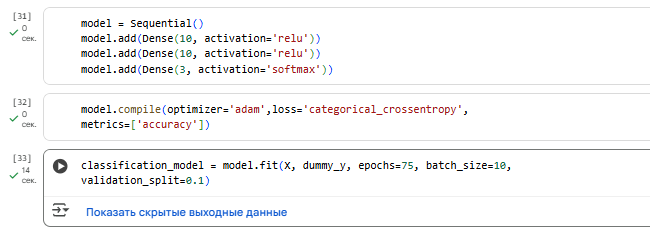 [31]
0
сек.
model = Sequential()
model.add(Dense(10, activation='relu'))
model.add(Dense(10, activation='relu'))
model.add(Dense(3, activation='softmax'))
[32]
0
сек.
model.compile(optimizer='adam',loss='categorical_crossentropy',
metrics=['accuracy'])
[33]
14
сек.
classification_model = model.fit(X, dummy_y, epochs=75, batch_size=10,
validation_split=0.1)
Показать скрытые выходные данные